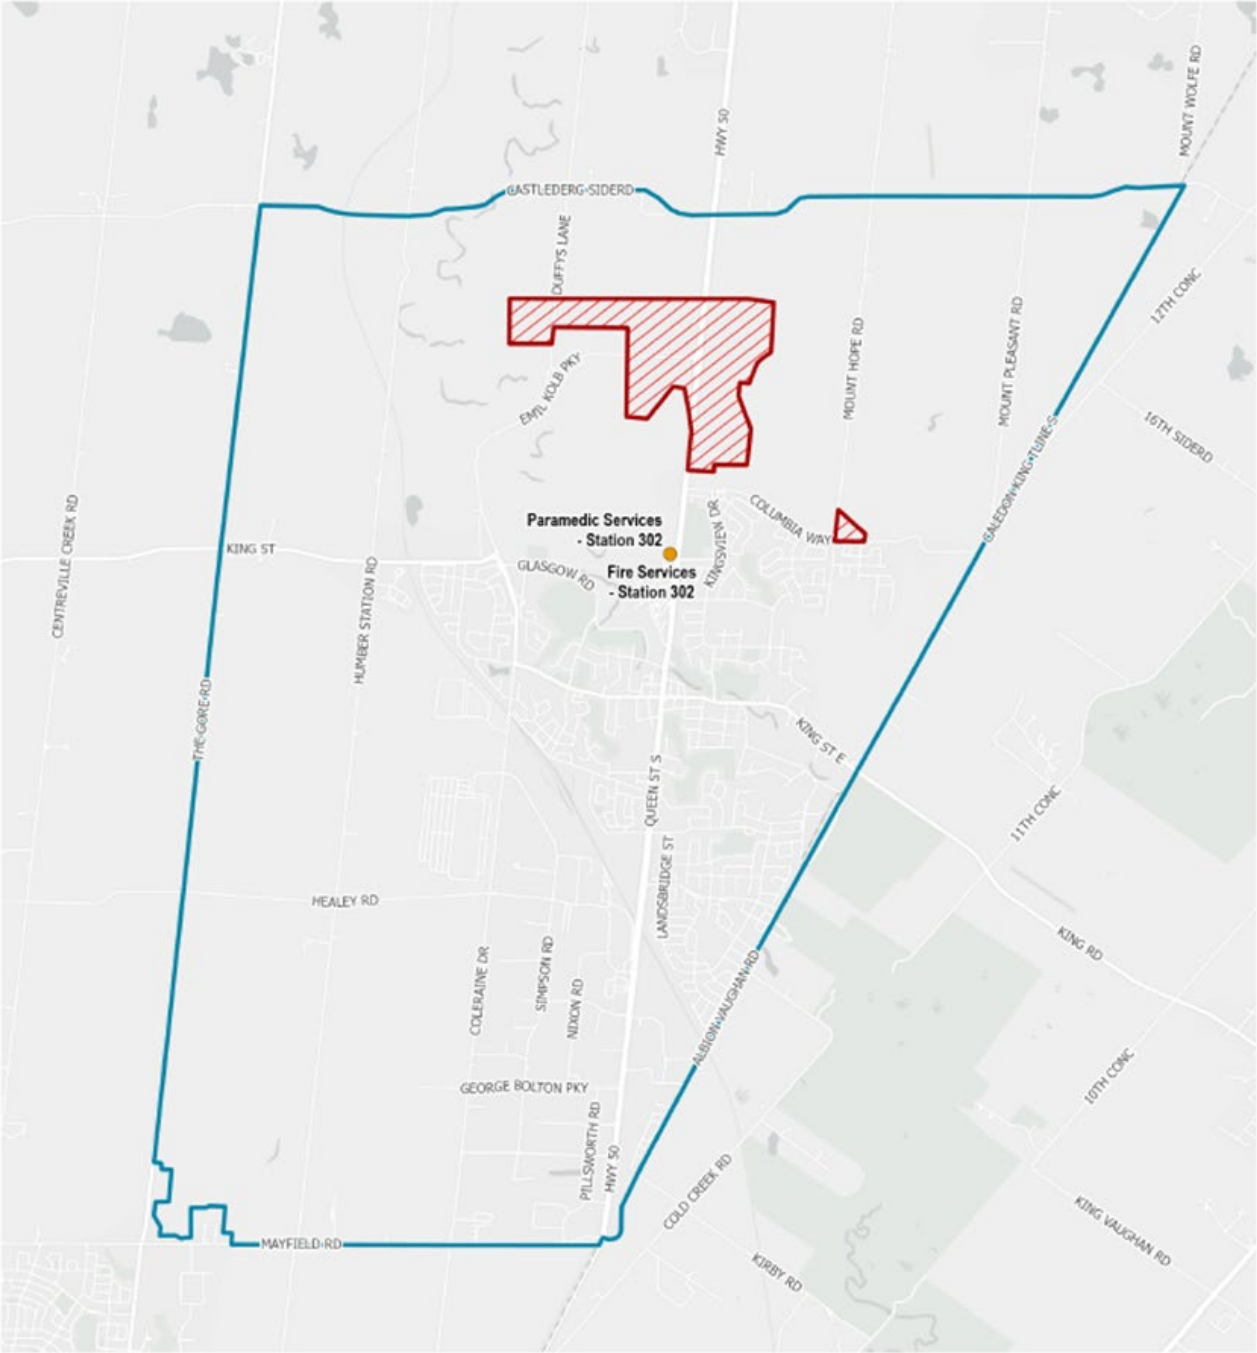 MOUNT WOLFE RD
HWY 50
CASTLEDERG SIDERD
DUFFYS LANE
12TH CONC
MOUNT HOPE RD
MOUNT PLEASANT RD
EMIL KOLB PKY
16TH SIDERD
CALEDON KING TLINE S
CENTREVILLE CREEK RD
KING ST
HUMBER STATION RD
Paramedic Services
- Station 302
COLUMBIA WAY
KINGSVIEW DR
GLASGOW RD
Fire Services
- Station 302
THE GORE RD
KING ST E
QUEEN ST S
11TH CONC
LANDSBRIDGE ST
HEALEY RD
KING RD
COLERAINE DR
SIMPSON RD
NIXON RD
ALBION VAUGHAN RD
10TH CONC
GEORGE BOLTON PKY
PILLSWORTH RD
HWY 50
COLD CREEK RD
KING VAUGHAN RD
MAYFIELD RD
KIRBY RD